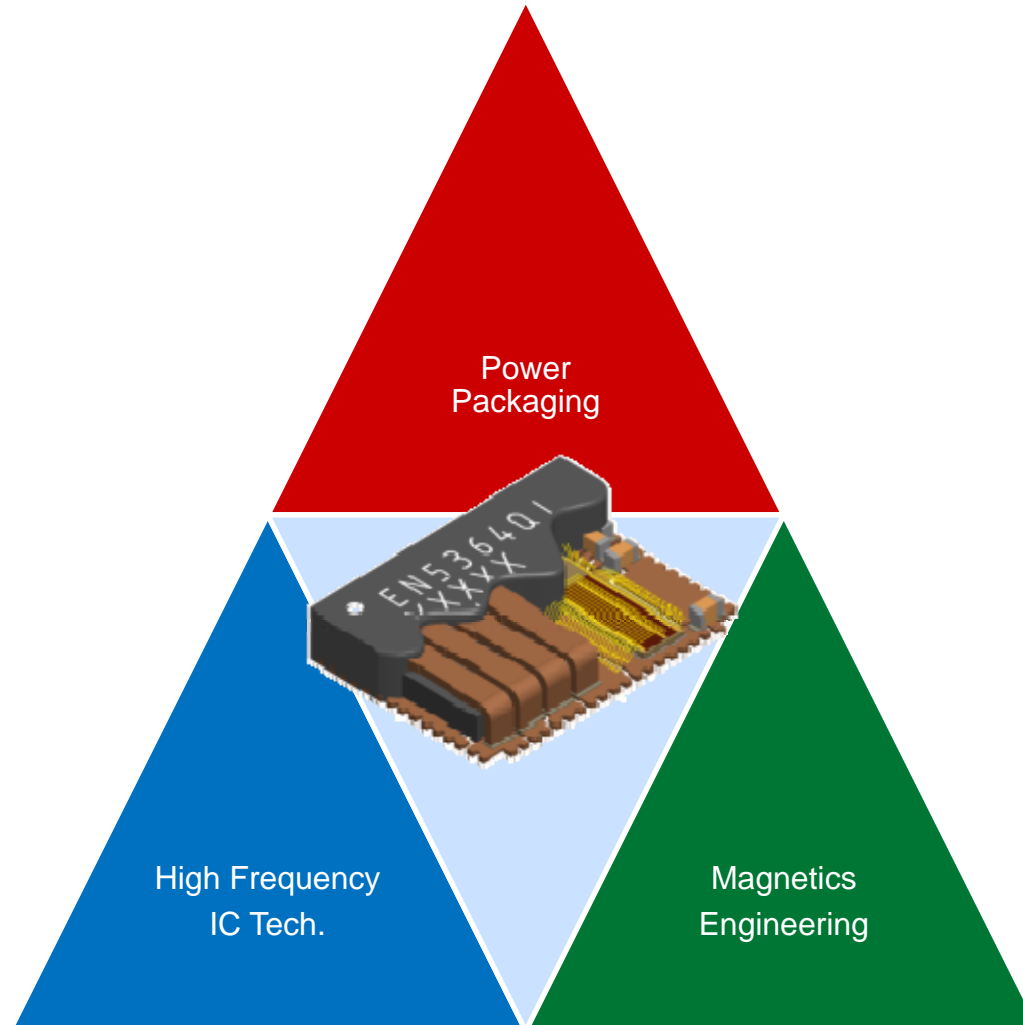 Power
Packaging
EN5364QI
XXXXX
High Frequency
IC Tech.
Magnetics
Engineering